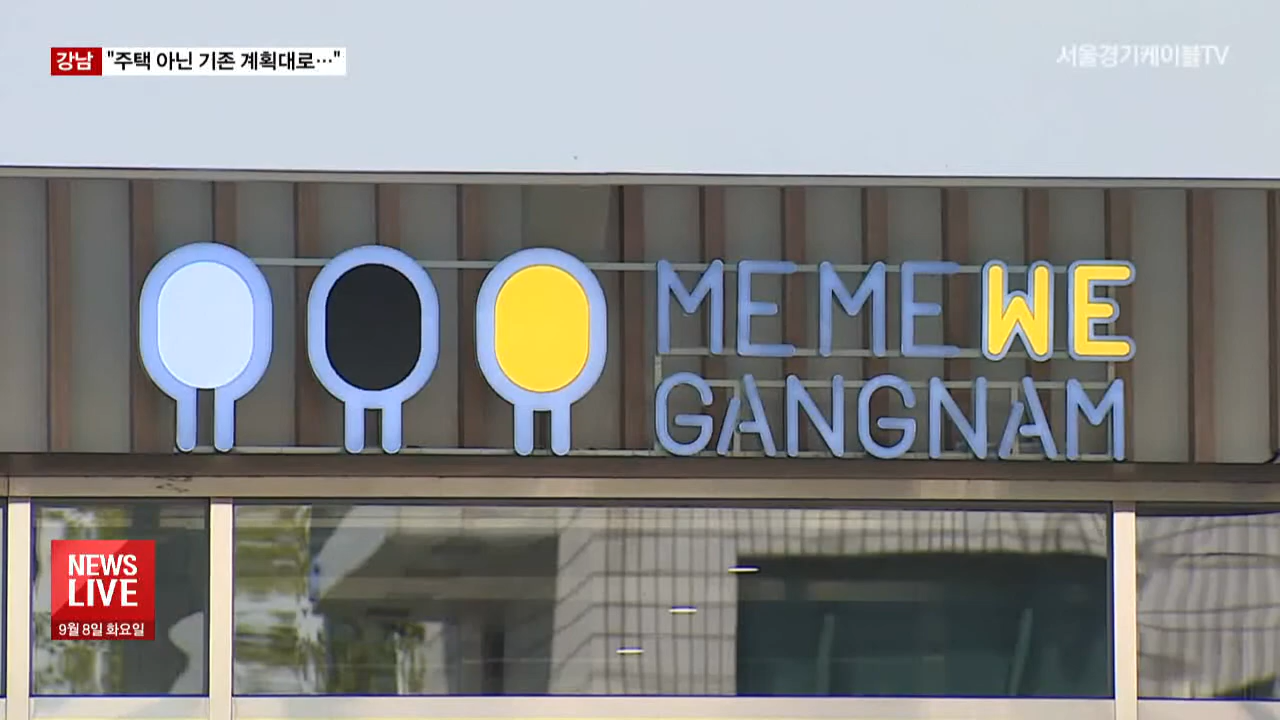 강남 "주택 아닌 기존 계획대로…"
서울경기케이블TV
MEMEWE
GANGNAM
NEWS
LIVE
9월 8일 화요일